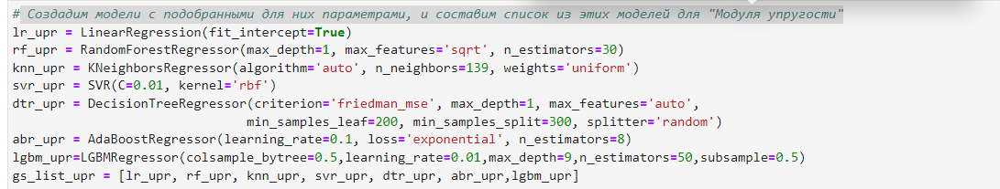 # Создадим модели с подобранными для них параметрами, и составим список из этих моделей для "Модуля упругости"
lr_upr = LinearRegression(fit_intercept=True)
rf_upr = RandomForestRegressor(max_depth=1, max_features='sqrt', n_estimators=30)
knn_upr = KNeighborsRegressor(algorithm='auto', n_neighbors=139, weights='uniform')
svr_upr = SVR(C=0.01, kernel='rbf')
dtr_upr = DecisionTreeRegressor(criterion='friedman_mse', max_depth=1, max_features='auto',
min_samples_leaf=200, min_samples_split=300, splitter='random')
abr_upr = AdaBoostRegressor(learning_rate=0.1, loss='exponential', n_estimators=8)
lgbm_upr=LGBMRegressor(colsample_bytree=0.5,learning_rate=0.01,max_depth=9,n_estimators=50,subsample=0.5)
gs_list_upr = [lr_upr, rf_upr, knn_upr, svr_upr, dtr_upr, abr_upr,lgbm_upr]